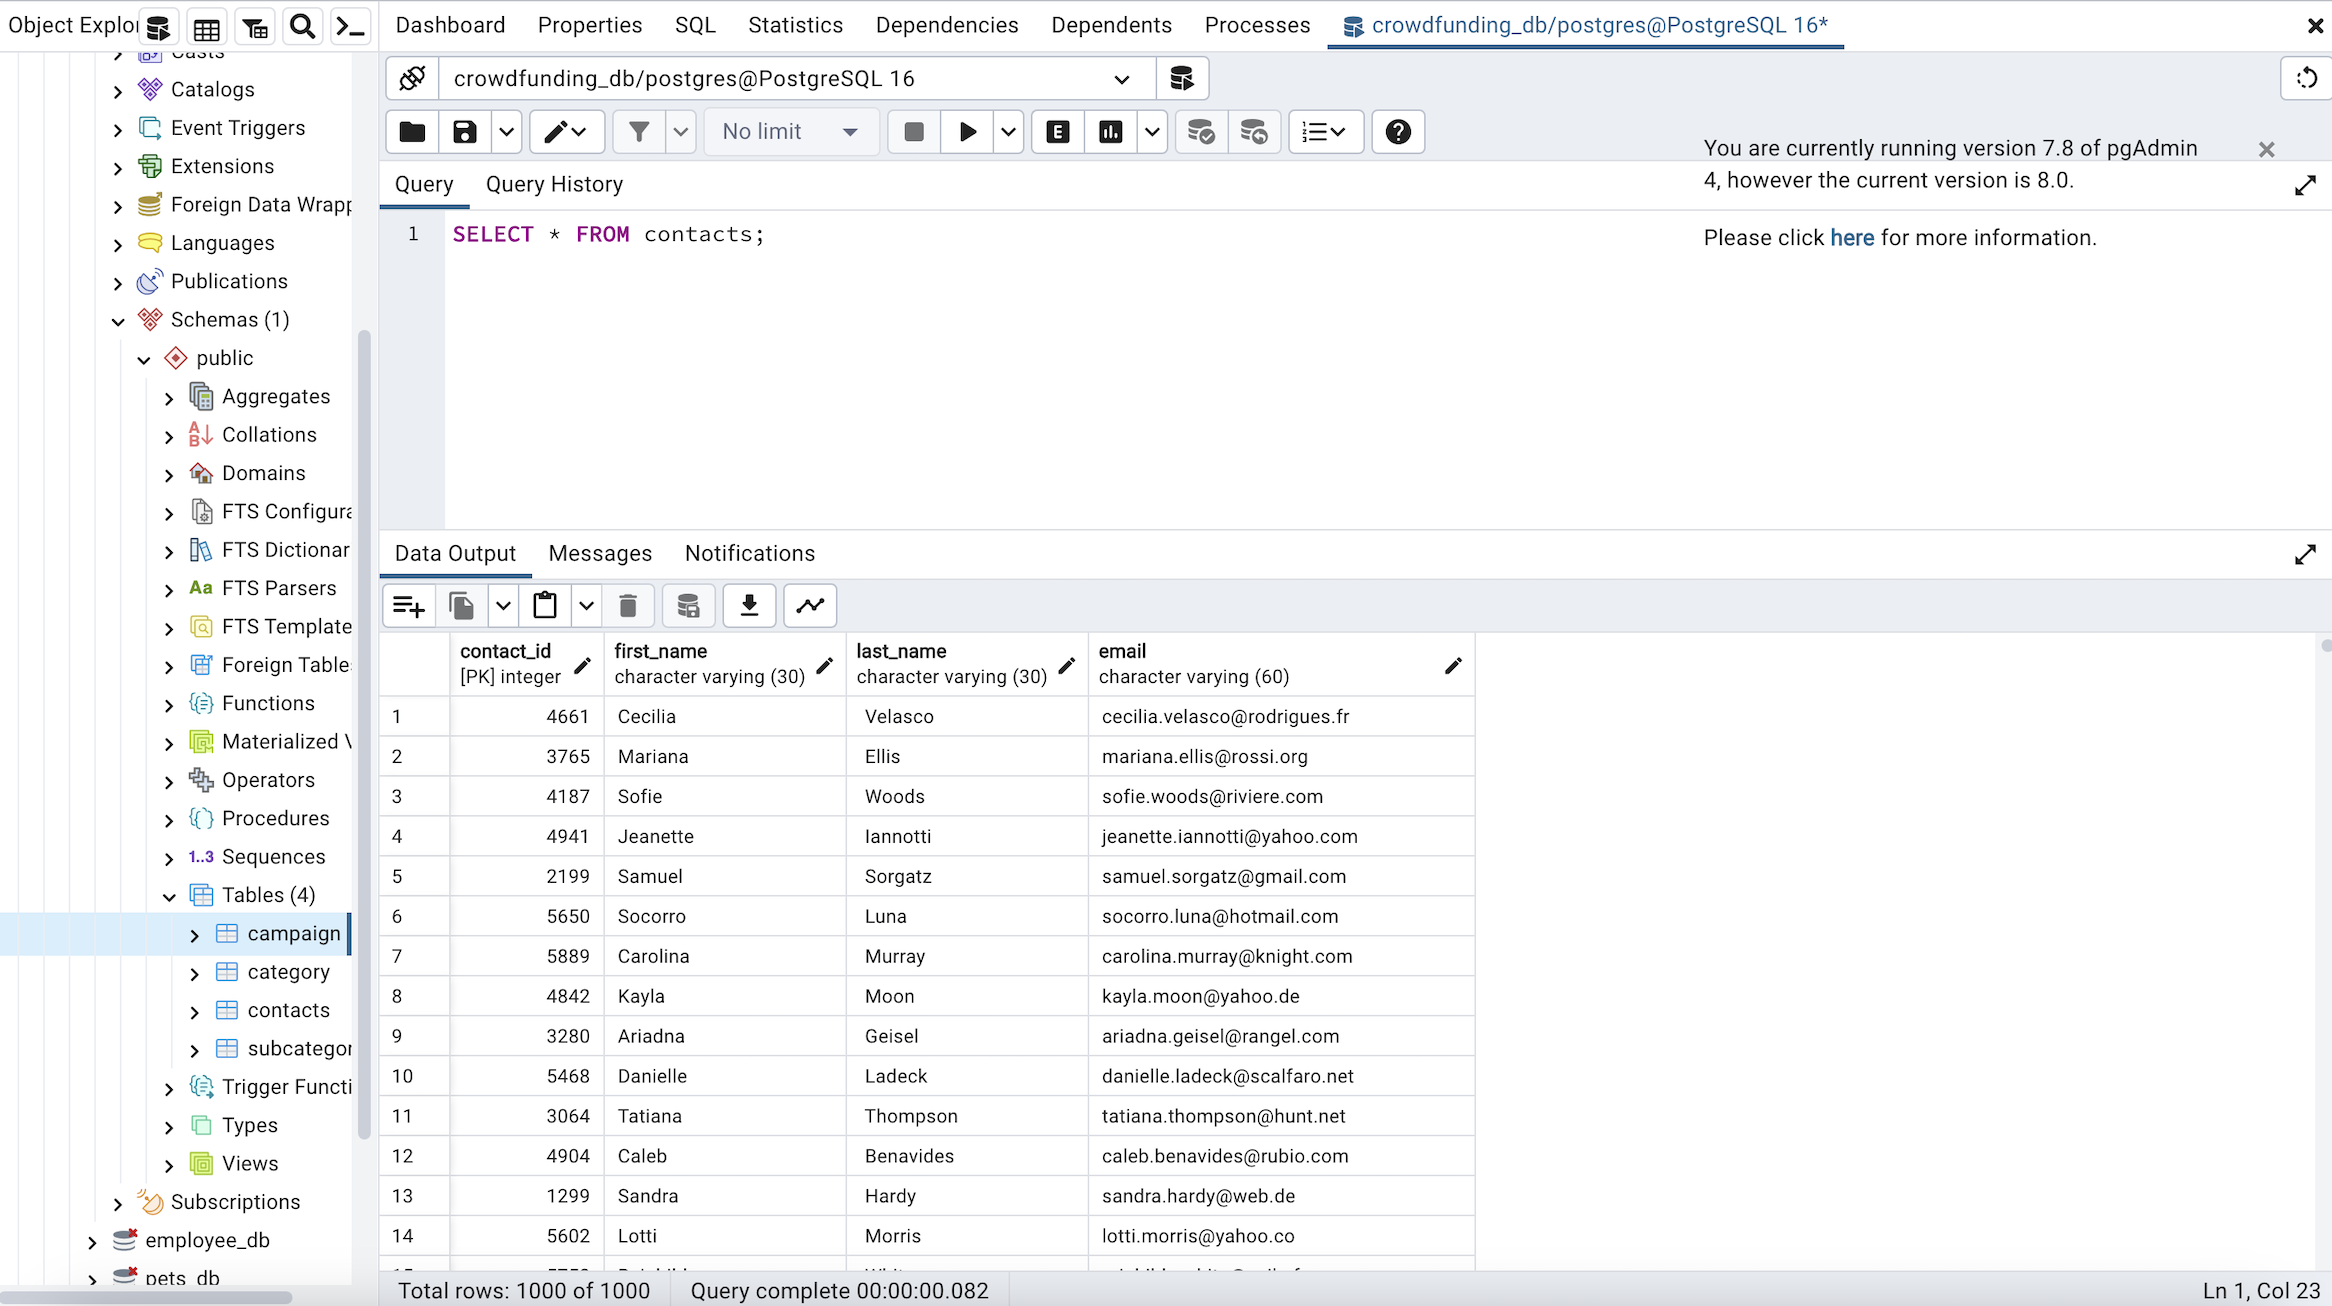 Object Explo
Dashboard Properties SQL Statistics Dependencies Dependents Processes crowdfunding_db/postgres@PostgreSQL 16*
Casts
Catalogs
Event Triggers
Extensions
Foreign Data Wrapp
Languages
Publications
Schemas (1)
public
Aggregates
Collations
Domains
FTS Configura
FTS Dictionar
Aa FTS Parsers
FTS Template
Foreign Table
Functions
Materialized V
Operators
Procedures
1..3 Sequences
Tables (4)
campaign
category
contacts
subcategor
Trigger Functi
Types
Views
Subscriptions
employee_db
pets_db
crowdfunding_db/postgres@PostgreSQL 16
No limit
E
You are currently running version 7.8 of pgAdmin
4, however the current version is 8.0.
Please click here for more information.
Query Query History
1 SELECT * FROM contacts;
Data Output Messages Notifications
contact_id first_name last_name email
[PK] integer character varying (30) character varying (30) character varying (60)
1 4661 Cecilia Velasco cecilia.velasco@rodrigues.fr
2 3765 Mariana Ellis mariana.ellis@rossi.org
3 4187 Sofie Woods sofie.woods@riviere.com
4 4941 Jeanette Iannotti jeanette.iannotti@yahoo.com
5 2199 Samuel Sorgatz samuel.sorgatz@gmail.com
6 5650 Socorro Luna socorro.luna@hotmail.com
7 5889 Carolina Murray carolina.murray@knight.com
8 4842 Kayla Moon kayla.moon@yahoo.de
9 3280 Ariadna Geisel ariadna.geisel@rangel.com
10 5468 Danielle Ladeck danielle.ladeck@scalfaro.net
11 3064 Tatiana Thompson tatiana.thompson@hunt.net
12 4904 Caleb Benavides caleb.benavides@rubio.com
13 1299 Sandra Hardy sandra.hardy@web.de
14 5602 Lotti Morris lotti.morris@yahoo.co
Total rows: 1000 of 1000 Query complete 00:00:00.082 Ln 1, Col 23